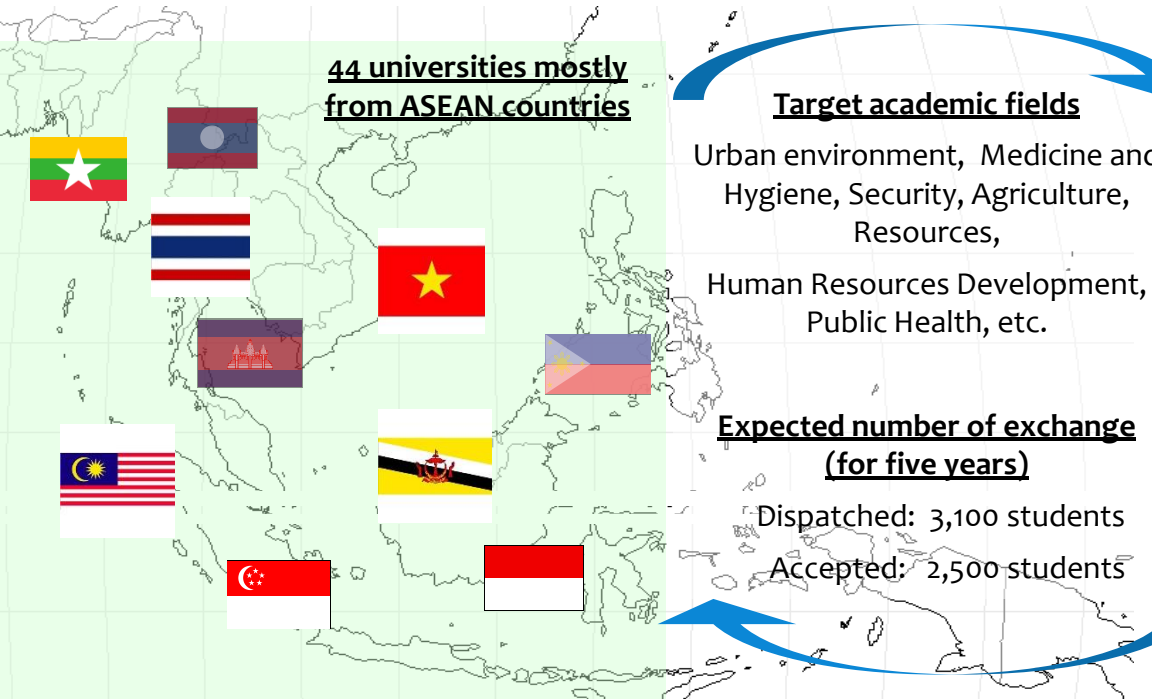 44 universities mostly
from ASEAN countries
Target academic fields
Urban environment, Medicine and
Hygiene, Security, Agriculture,
Resources,
Human Resources Development,
Public Health, etc.
Expected number of exchange
(for five years)
Dispatched: 3,100 students
Accepted: 2,500 students